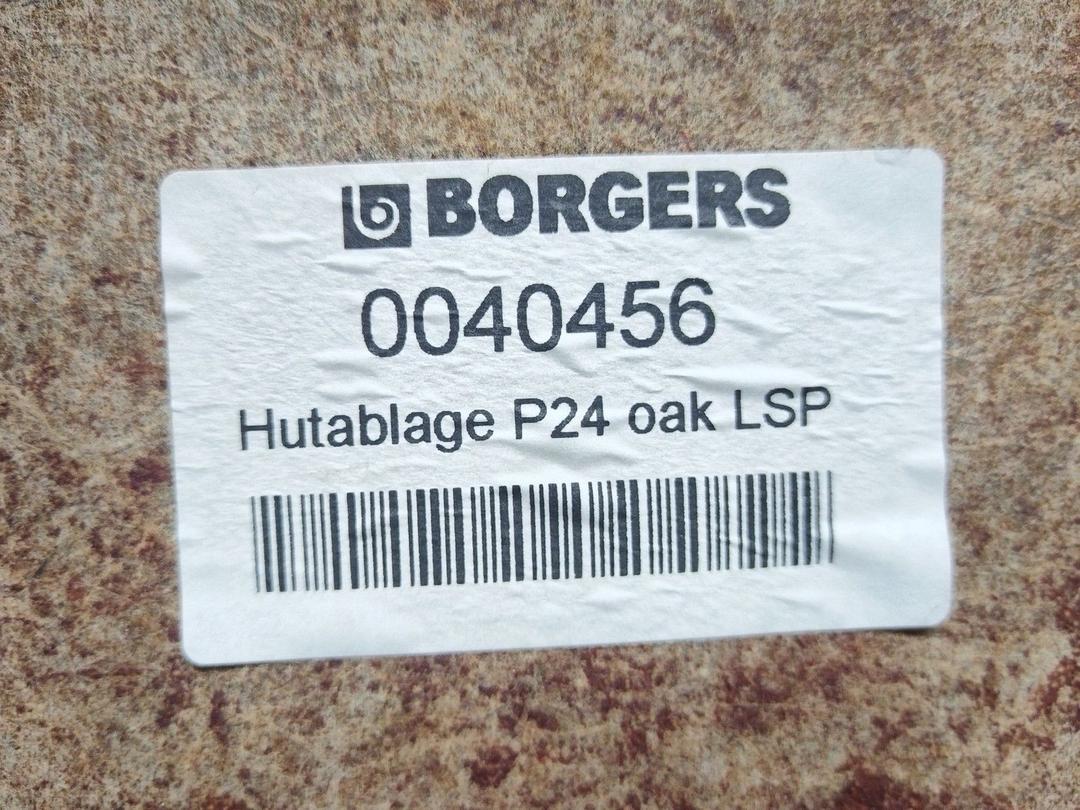 BORGERS
0040456
Hutablage P24 oak LSP